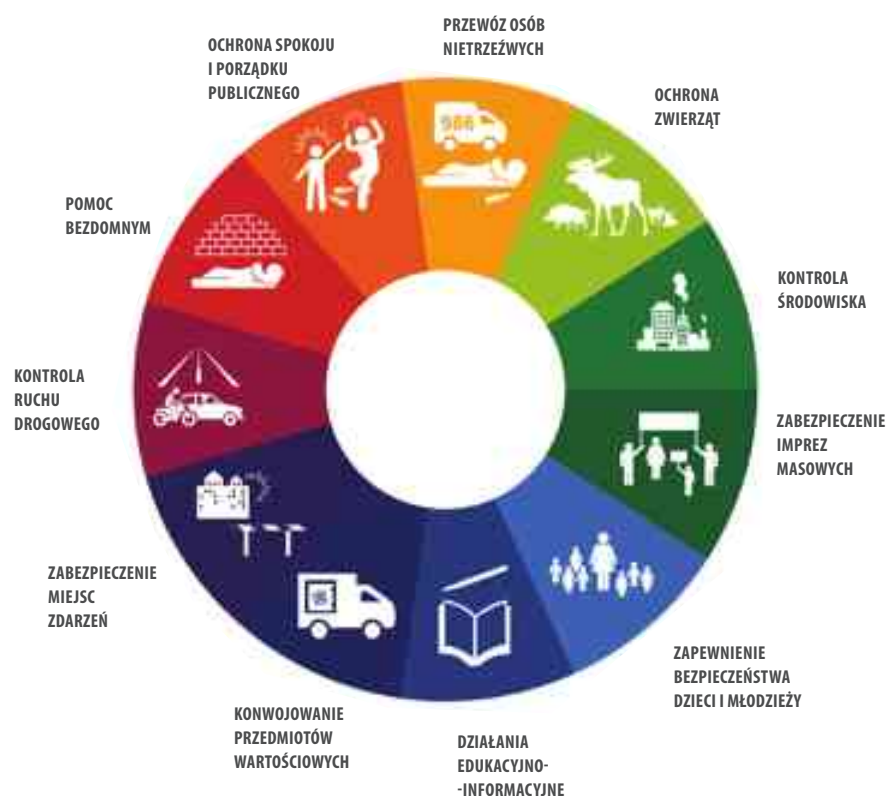 PRZEWÓZ OSÓB
NIETRZEŹWYCH
OCHRONA
ZWIERZĄT
KONTROLA
ŚRODOWISKA
ZABEZPIECZENIE
IMPREZ
MASOWYCH
ZAPEWNIENIE
BEZPIECZEŃSTWA
DZIECI I MŁODZIEŻY
DZIAŁANIA
EDUKACYJNO-
-INFORMACYJNE
KONWOJOWANIE
PRZEDMIOTÓW
WARTOŚCIOWYCH
ZABEZPIECZENIE
MIEJSC
ZDARZEŃ
KONTROLA
RUCHU
DROGOWEGO
POMOC
BEZDOMNYM
OCHRONA SPOKOJU
I PORZĄDKU
PUBLICZNEGO
986